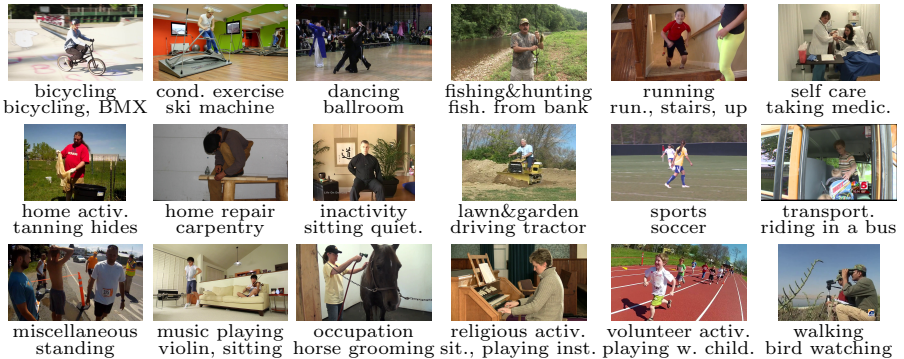 bicycling
bicycling, BMX
cond. exercise
ski machine
dancing
ballroom
fishing&hunting
fish. from bank
running
run., stairs, up
self care
taking medic.
home activ.
tanning hides
home repair
carpentry
inactivity
sitting quiet.
lawn&garden
driving tractor
sports
soccer
transport.
riding in a bus
miscellaneous
standing
music playing
violin, sitting
occupation
horse grooming
religious activ.
sit., playing inst.
volunteer activ.
playing w. child.
walking
bird watching